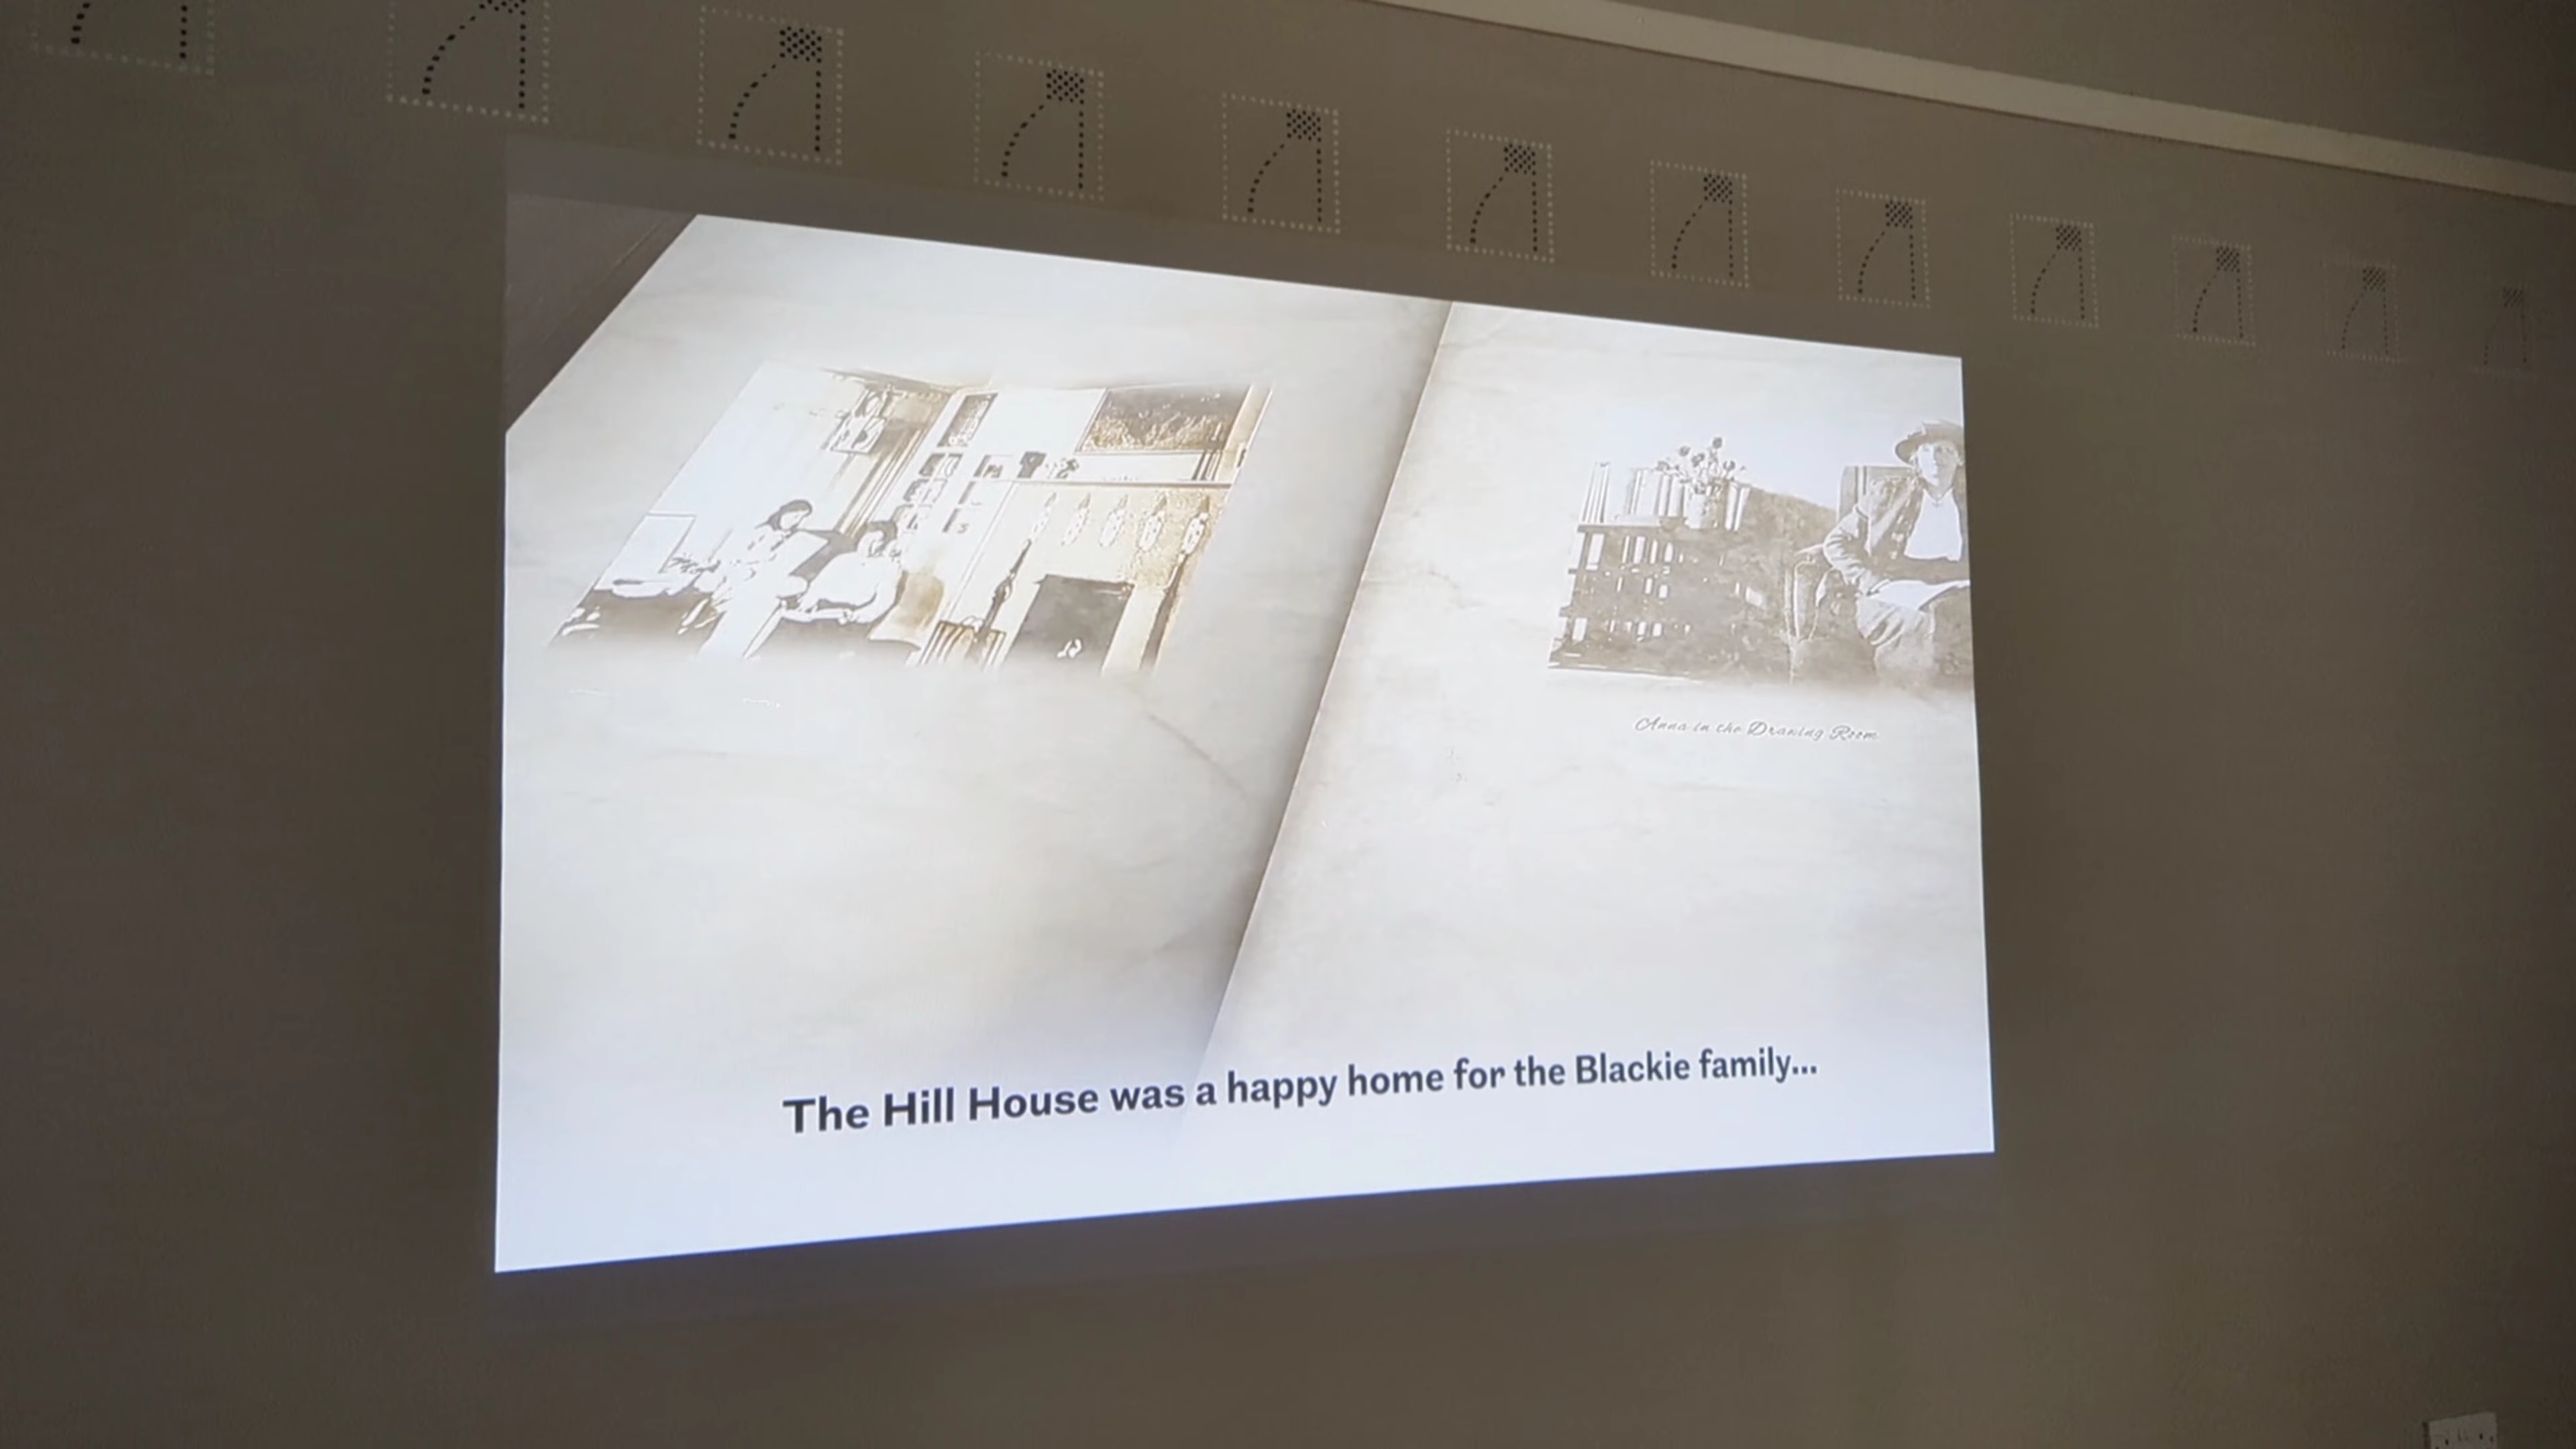 Anna in the Drawing Room
The Hill House was a happy home for the Blackie family...